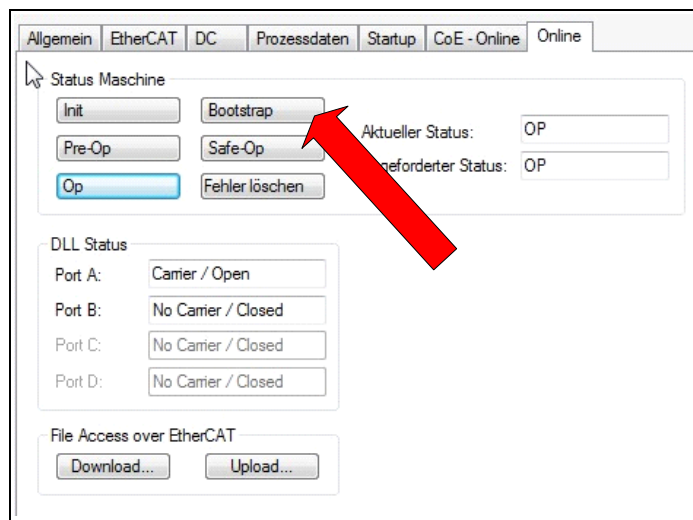 Allgemein EtherCAT DC Prozessdaten Startup CoE - Online Online
Status Maschine
Init Bootstrap
Aktueller Status: OP
Pre-Op Safe-Op
geforderter Status: OP
Op Fehler löschen
DLL Status
Port A: Carrier / Open
Port B: No Carrier / Closed
Port C: No Carrier / Closed
Port D: No Carrier / Closed
File Access over EtherCAT
Download... Upload...